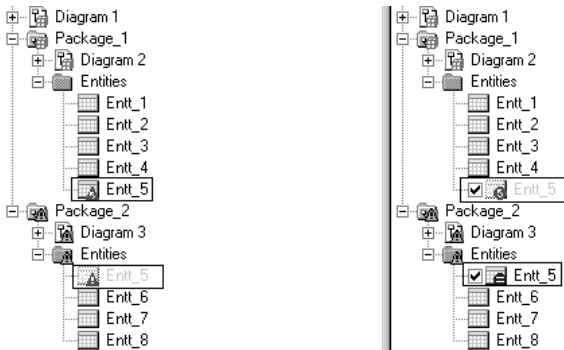 Diagram 1
Package_1
Diagram 2
Entities
Entt_1
Entt_2
Entt_3
Entt_4
Entt_5
Package_2
Diagram 3
Entities
Entt_5
Entt_6
Entt_7
Entt_8
Diagram 1
Package_1
Diagram 2
Entities
Entt_1
Entt_2
Entt_3
Entt_4
Entt_5
Package_2
Diagram 3
Entities
Entt_5
Entt_6
Entt_7
Entt_8